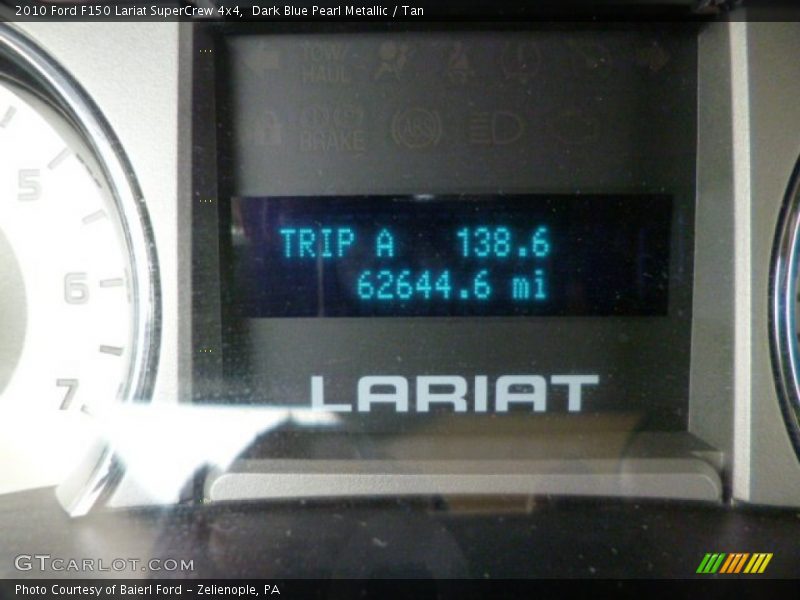 2010 Ford F150 Lariat SuperCrew 4x4, Dark Blue Pearl Metallic / Tan
TOW/
HAUL
BRAKE
ABS
5
6
7
TRIP A 138.6
62644.6 mi
LARIAT
GTCARLOT.COM
Photo Courtesy of Baierl Ford - Zelienople, PA